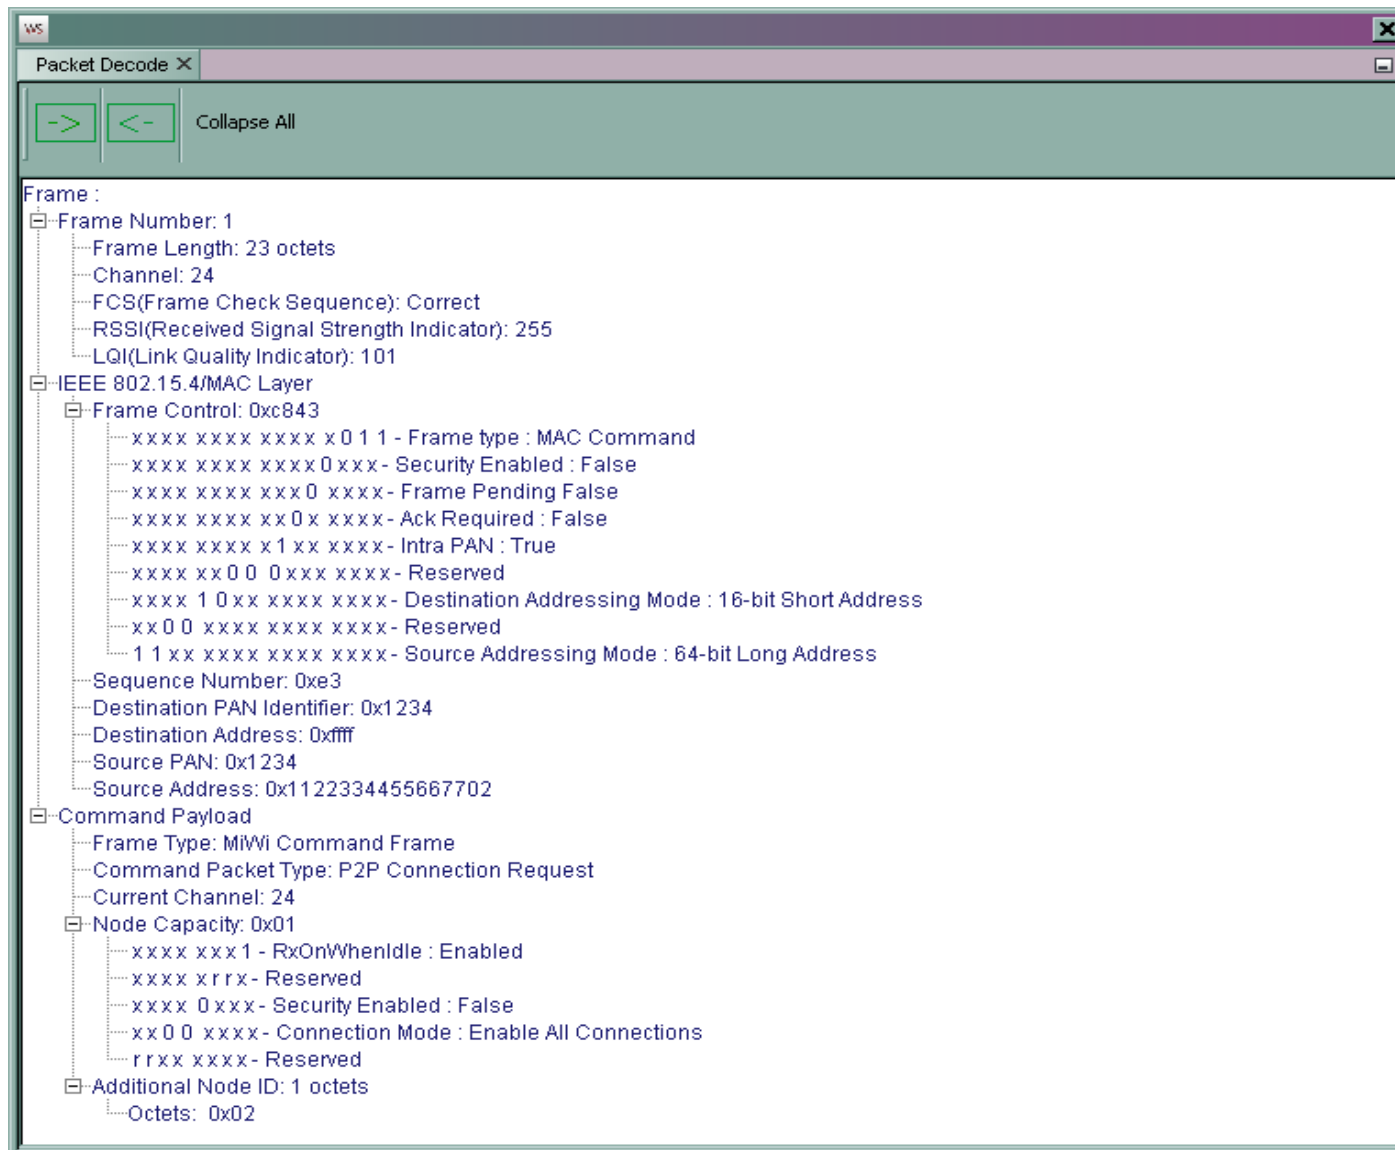 WS
Packet Decode
-> <- Collapse All
Frame :
Frame Number: 1
Frame Length: 23 octets
Channel: 24
FCS(Frame Check Sequence): Correct
RSSI(Received Signal Strength Indicator): 255
LQI(Link Quality Indicator): 101
IEEE 802.15.4/MAC Layer
Frame Control: 0xc843
xxxx xxxx xxxx x011 - Frame type : MAC Command
xxxx xxxx xxxx 0xxx - Security Enabled : False
xxxx xxxx xxx0 xxxx - Frame Pending False
xxxx xxxx xx0x xxxx - Ack Required : False
xxxx xxxx x1xx xxxx - Intra PAN : True
xxxx xx00 0xxx xxxx - Reserved
xxxx 10xx xxxx xxxx - Destination Addressing Mode : 16-bit Short Address
xx00 xxxx xxxx xxxx - Reserved
11xx xxxx xxxx xxxx - Source Addressing Mode : 64-bit Long Address
Sequence Number: 0xe3
Destination PAN Identifier: 0x1234
Destination Address: 0xffff
Source PAN: 0x1234
Source Address: 0x1122334455667702
Command Payload
Frame Type: MiWi Command Frame
Command Packet Type: P2P Connection Request
Current Channel: 24
Node Capacity: 0x01
xxxx xxx1 - RxOnWhenIdle : Enabled
xxxx xrrx - Reserved
xxxx 0xxx - Security Enabled : False
xx00 xxxx - Connection Mode : Enable All Connections
rrxx xxxx - Reserved
Additional Node ID: 1 octets
Octets: 0x02